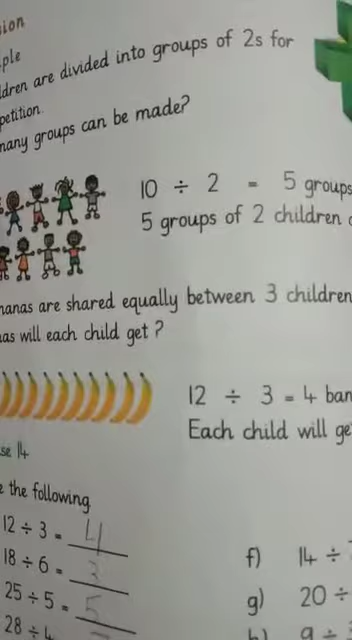 sion
ple
ldren are divided into groups of 2s for
petition.
many groups can be made?
10 ÷ 2 = 5 groups
5 groups of 2 children
nanas are shared equally between 3 children
as will each child get ?
12 ÷ 3 = 4 ban
Each child will ge
se 14
e the following
12 ÷ 3 = 4
18 ÷ 6 = 3
25 ÷ 5 = 5
28 ÷ 4
f) 14 ÷
g) 20 ÷
h) 9 ÷